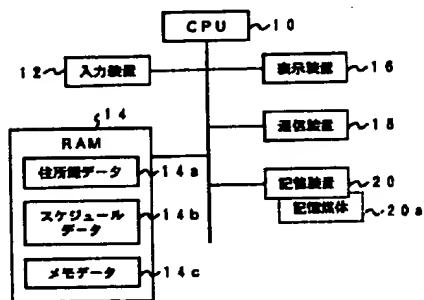 CPU
10
12
入力装置
表示装置
16
14
RAM
通信装置
18
住所録データ
14a
記憶装置
20
記憶媒体
20a
スケジュール
データ
14b
メモデータ
14c